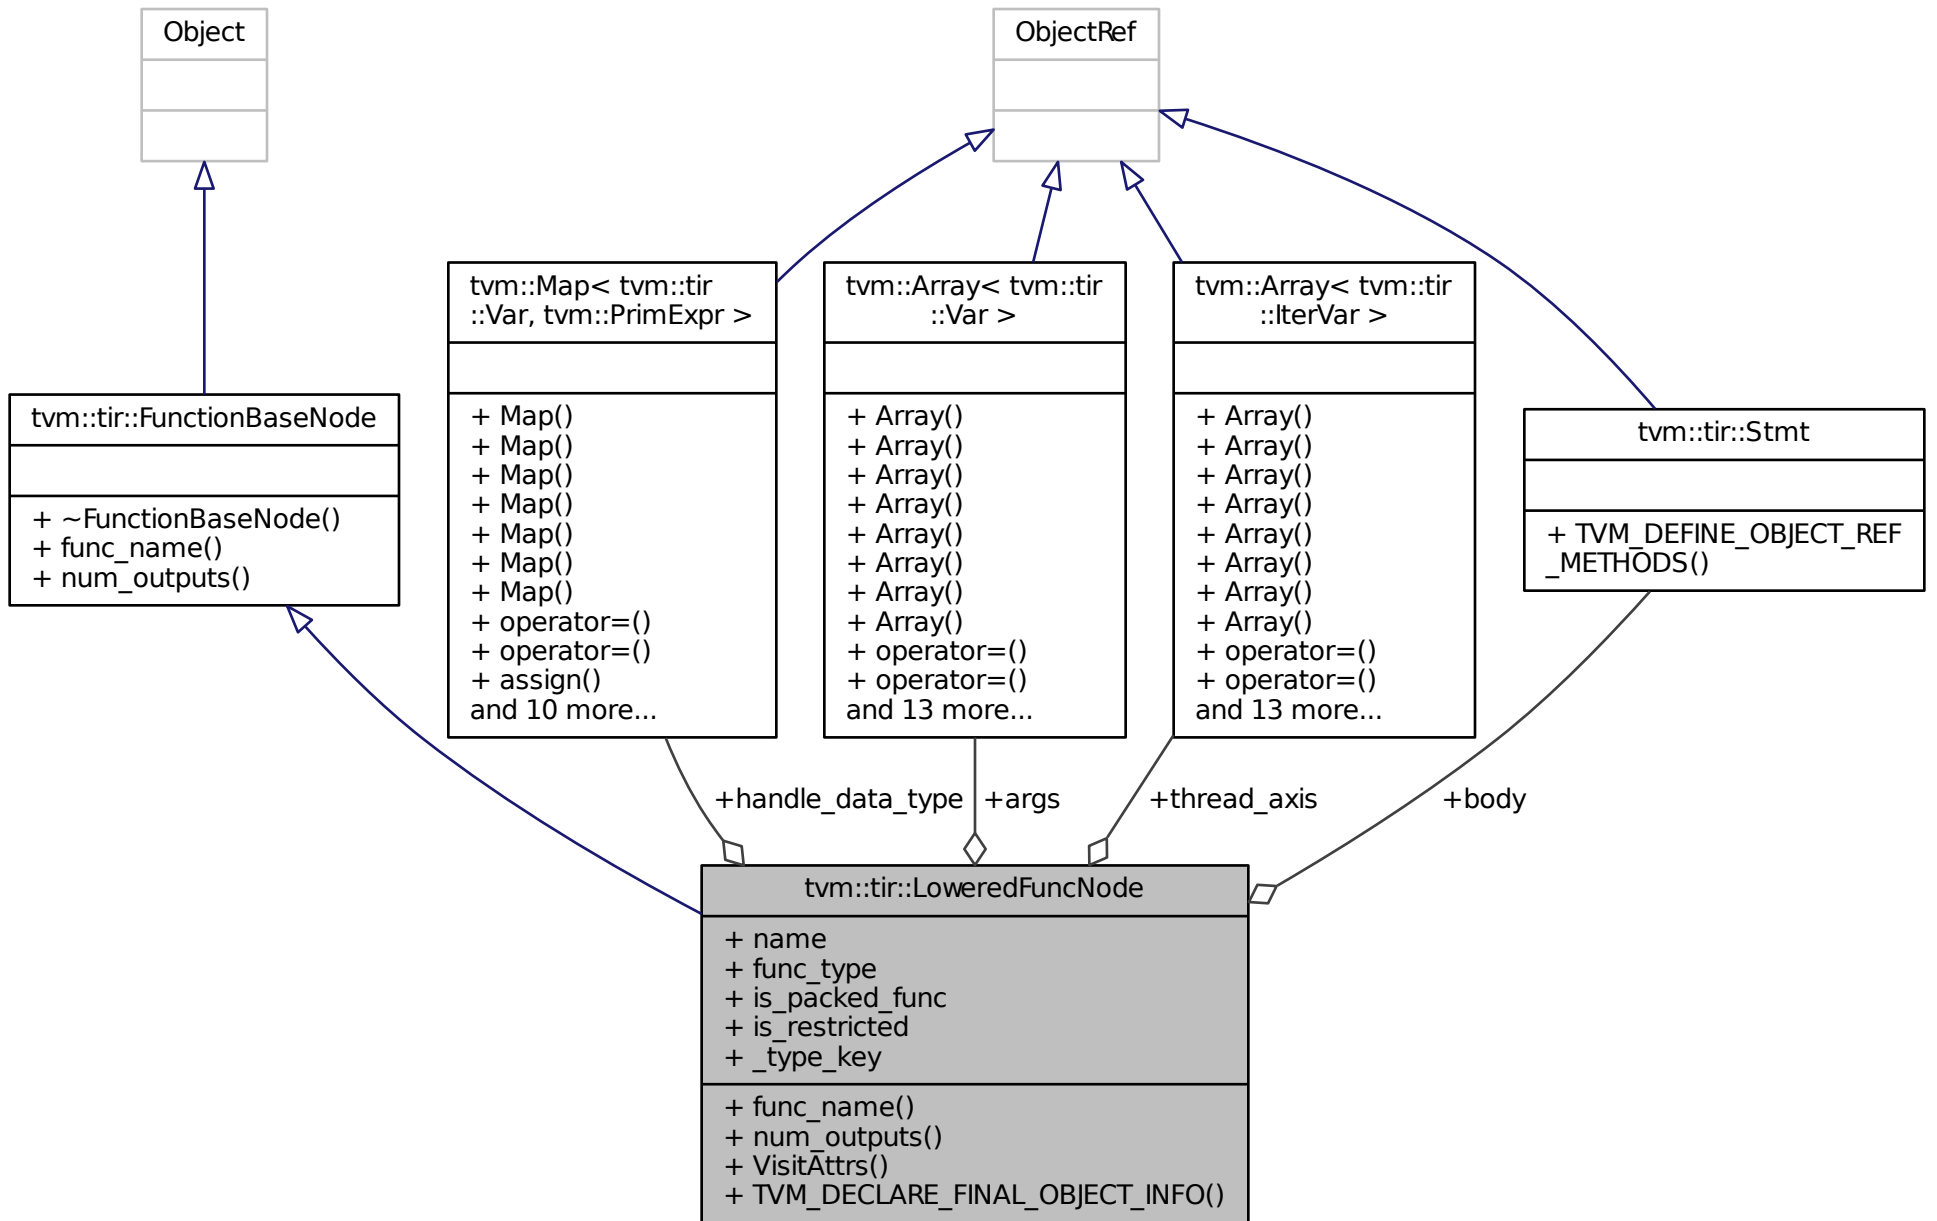 Object
ObjectRef
tvm::Map< tvm::tir
::Var, tvm::PrimExpr >
+ Map()
+ Map()
+ Map()
+ Map()
+ Map()
+ Map()
+ Map()
+ operator=()
+ operator=()
+ assign()
and 10 more...
tvm::Array< tvm::tir
::Var >
+ Array()
+ Array()
+ Array()
+ Array()
+ Array()
+ Array()
+ Array()
+ Array()
+ operator=()
+ operator=()
and 13 more...
tvm::Array< tvm::tir
::IterVar >
+ Array()
+ Array()
+ Array()
+ Array()
+ Array()
+ Array()
+ Array()
+ Array()
+ operator=()
+ operator=()
and 13 more...
tvm::tir::FunctionBaseNode
+ ~FunctionBaseNode()
+ func_name()
+ num_outputs()
tvm::tir::Stmt
+ TVM_DEFINE_OBJECT_REF
_METHODS()
+handle_data_type
+args
+thread_axis
+body
tvm::tir::LoweredFuncNode
+ name
+ func_type
+ is_packed_func
+ is_restricted
+ _type_key
+ func_name()
+ num_outputs()
+ VisitAttrs()
+ TVM_DECLARE_FINAL_OBJECT_INFO()